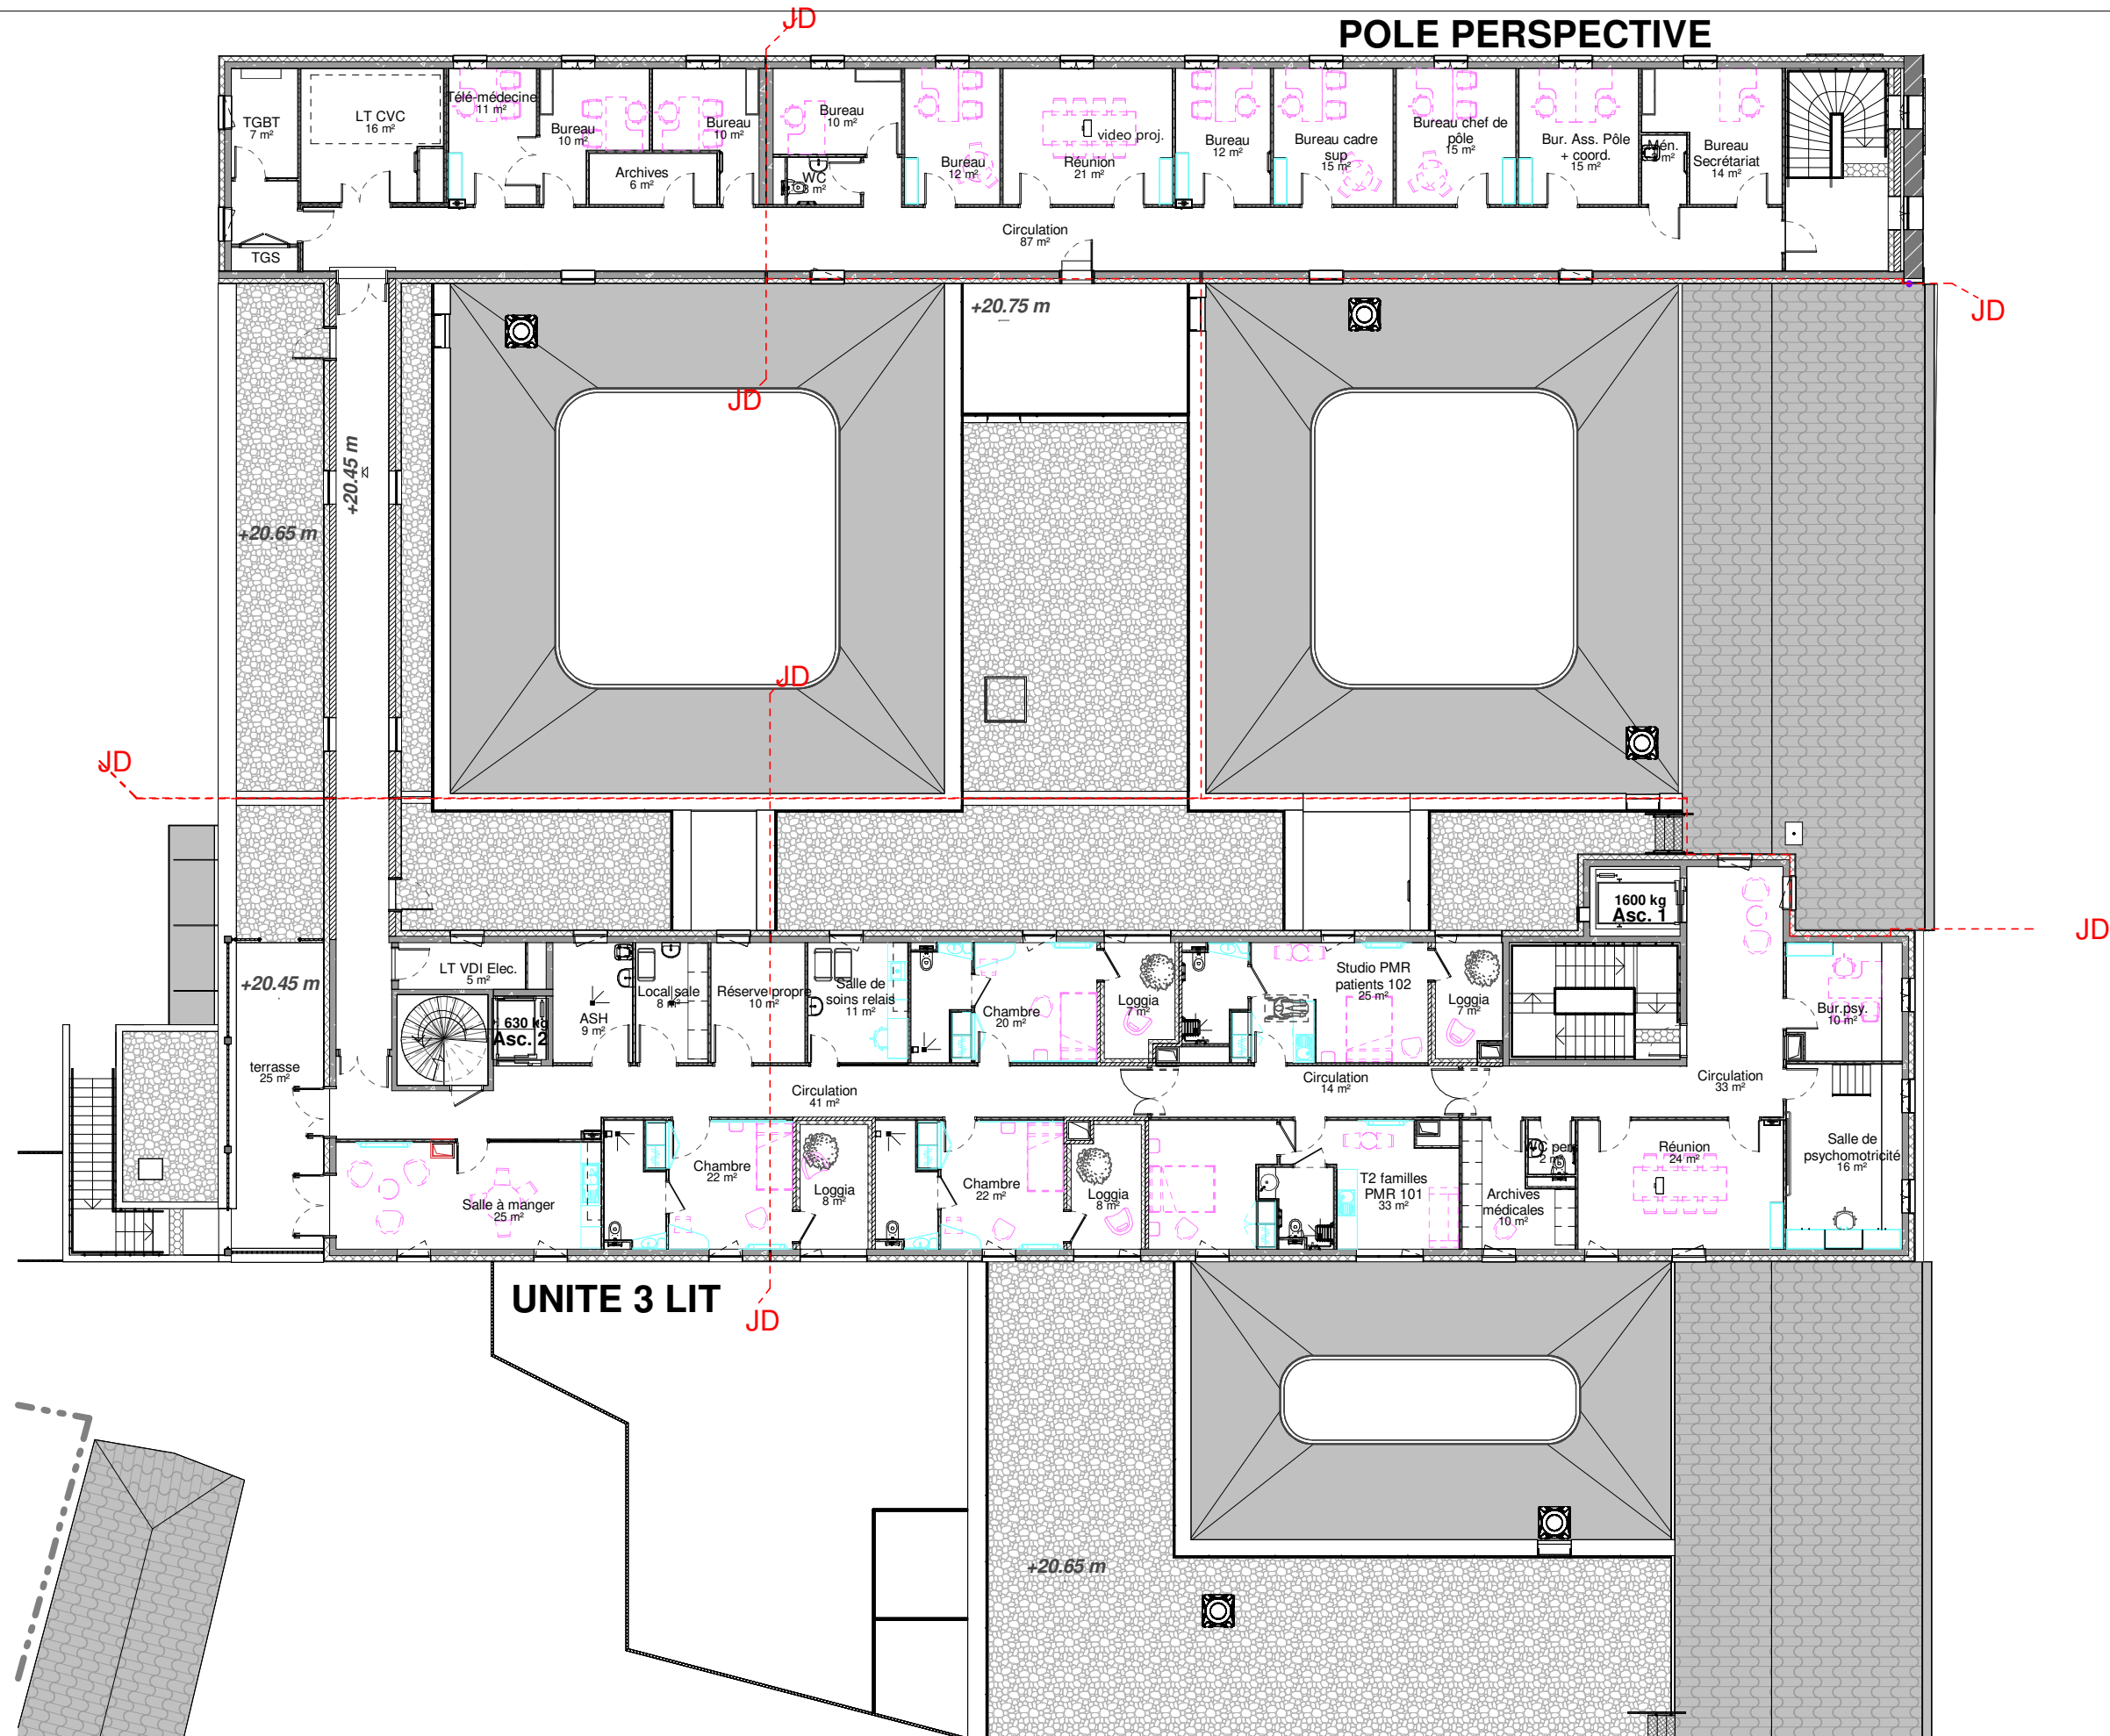 JD
POLE PERSPECTIVE
TGBT
7 m²
LT CVC
16 m²
Télé-médecine
11 m²
Bureau
10 m²
Bureau
10 m²
Archives
6 m²
Bureau
10 m²
WC
3 m²
Bureau
12 m²
video proj.
Réunion
21 m²
Bureau
12 m²
Bureau cadre
sup
15 m²
Bureau chef de
pôle
15 m²
Bur. Ass. Pôle
+ coord.
15 m²
Mén.
Bureau
Secrétariat
14 m²
Circulation
87 m²
TGS
+20.75 m
JD
JD
+20.45 m
+20.65 m
JD
JD
1600 kg
Asc. 1
JD
+20.45 m
LT VDI Elec.
5 m²
630 kg
Asc. 2
ASH
9 m²
Local sale
8 m²
Réserve propre
10 m²
Salle de
soins relais
11 m²
Chambre
20 m²
Loggia
7 m²
Studio PMR
patients 102
25 m²
Loggia
7 m²
Bur.psy.
10 m²
terrasse
25 m²
Circulation
41 m²
Circulation
14 m²
Circulation
33 m²
Salle à manger
25 m²
Chambre
22 m²
Loggia
8 m²
Chambre
22 m²
Loggia
8 m²
T2 familles
PMR 101
33 m²
Archives
médicales
10 m²
Réunion
24 m²
Salle de
psychomotricité
16 m²
UNITE 3 LIT
JD
+20.65 m